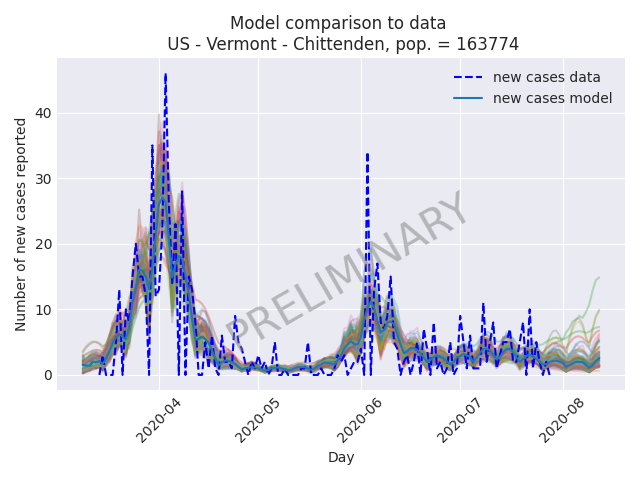 Model comparison to data
US - Vermont - Chittenden, pop. = 163774
new cases data
new cases model
Number of new cases reported
40
30
20
10
0
PRELIMINARY
2020-04
2020-05
2020-06
2020-07
2020-08
Day